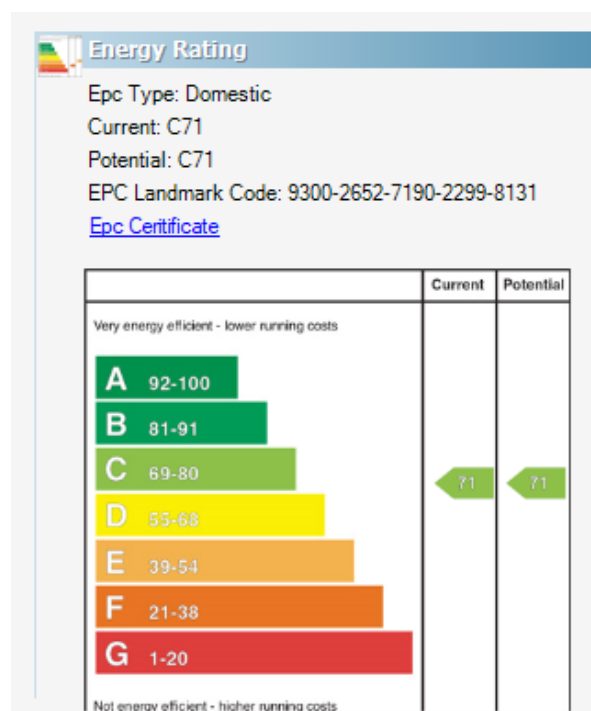 Energy Rating
Epc Type: Domestic
Current: C71
Potential: C71
EPC Landmark Code: 9300-2652-7190-2299-8131
Epc Ceritificate
Current Potential
Very energy efficient - lower running costs
A 92-100
B 81-91
C 69-80
71 71
D 55-68
E 39-54
F 21-38
G 1-20
Not energy efficient - higher running costs